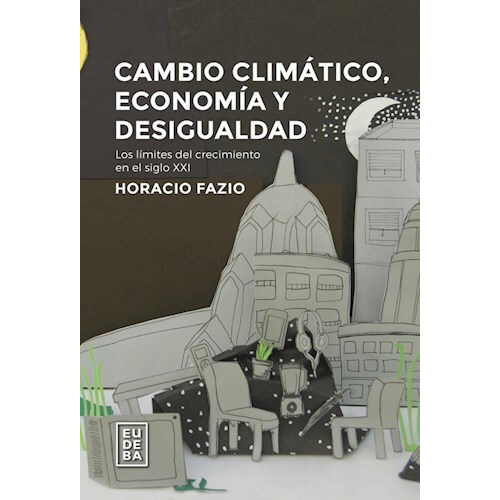 CAMBIO CLIMÁTICO,
ECONOMÍA Y
DESIGUALDAD
Los límites del crecimiento
en el siglo XXI
HORACIO FAZIO
EU
DE
BA